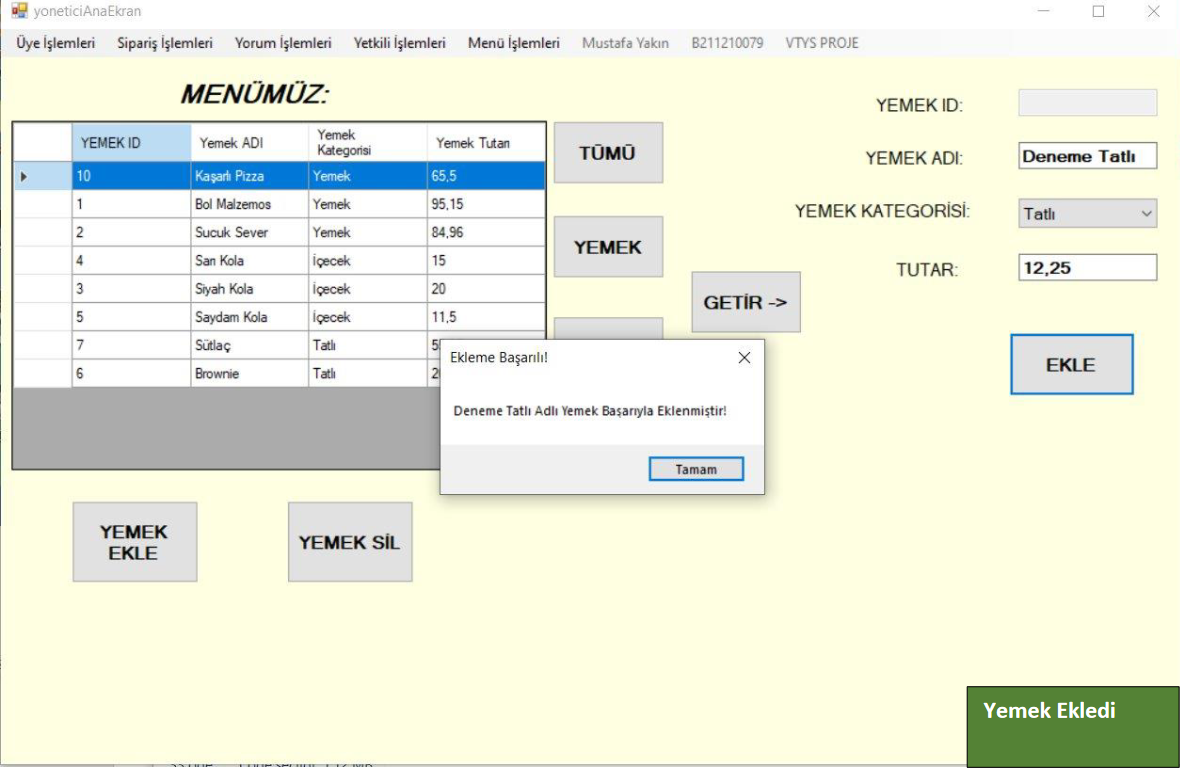 yoneticiAnaEkran
Üye İşlemleri Sipariş İşlemleri Yorum İşlemleri Yetkili İşlemleri Menü İşlemleri Mustafa Yakın B211210079 VTYS PROJE
MENÜMÜZ:
YEMEK ID Yemek ADI Yemek Kategorisi Yemek Tutarı
10 Kaşarlı Pizza Yemek 65,5
1 Bol Malzemos Yemek 95,15
2 Sucuk Sever Yemek 84,96
4 Sarı Kola İçecek 15
3 Siyah Kola İçecek 20
5 Saydam Kola İçecek 11,5
7 Sütlaç Tatlı
6 Brownie Tatlı
TÜMÜ
YEMEK
GETİR ->
YEMEK ID:
YEMEK ADI: Deneme Tatlı
YEMEK KATEGORİSİ: Tatlı
TUTAR: 12,25
EKLE
Ekleme Başarılı!
Deneme Tatlı Adlı Yemek Başarıyla Eklenmiştir!
Tamam
YEMEK
EKLE
YEMEK SİL
Yemek Ekledi